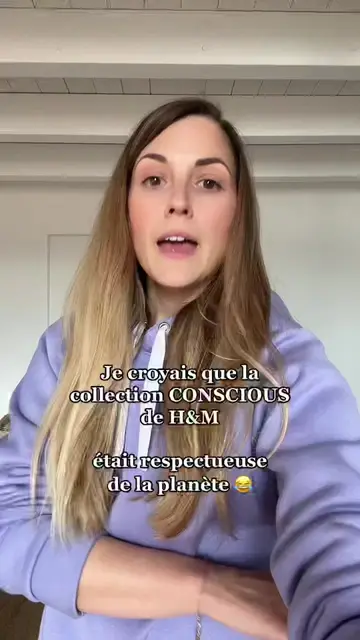 Je croyais que la
collection CONSCIOUS
de H&M
était respectueuse
de la planète 😂